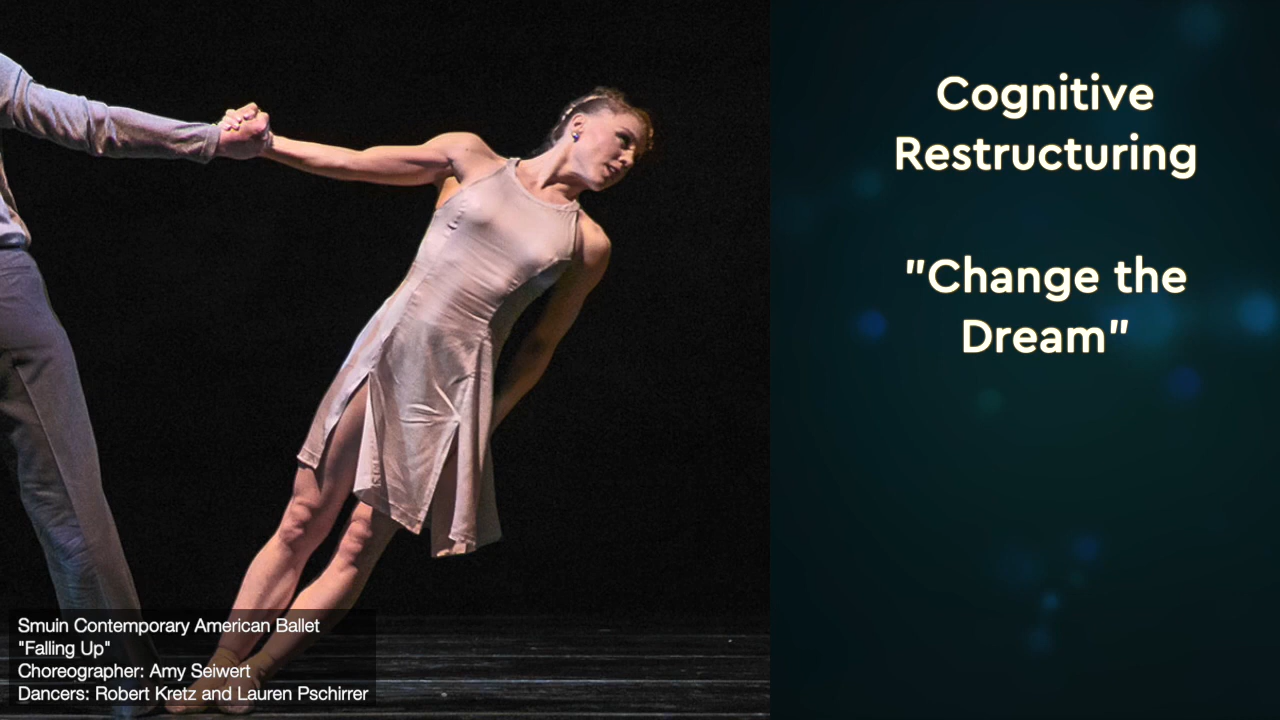 Cognitive
Restructuring
"Change the
Dream"
Smuin Contemporary American Ballet
"Falling Up"
Choreographer: Amy Seiwert
Dancers: Robert Kretz and Lauren Pschirrer